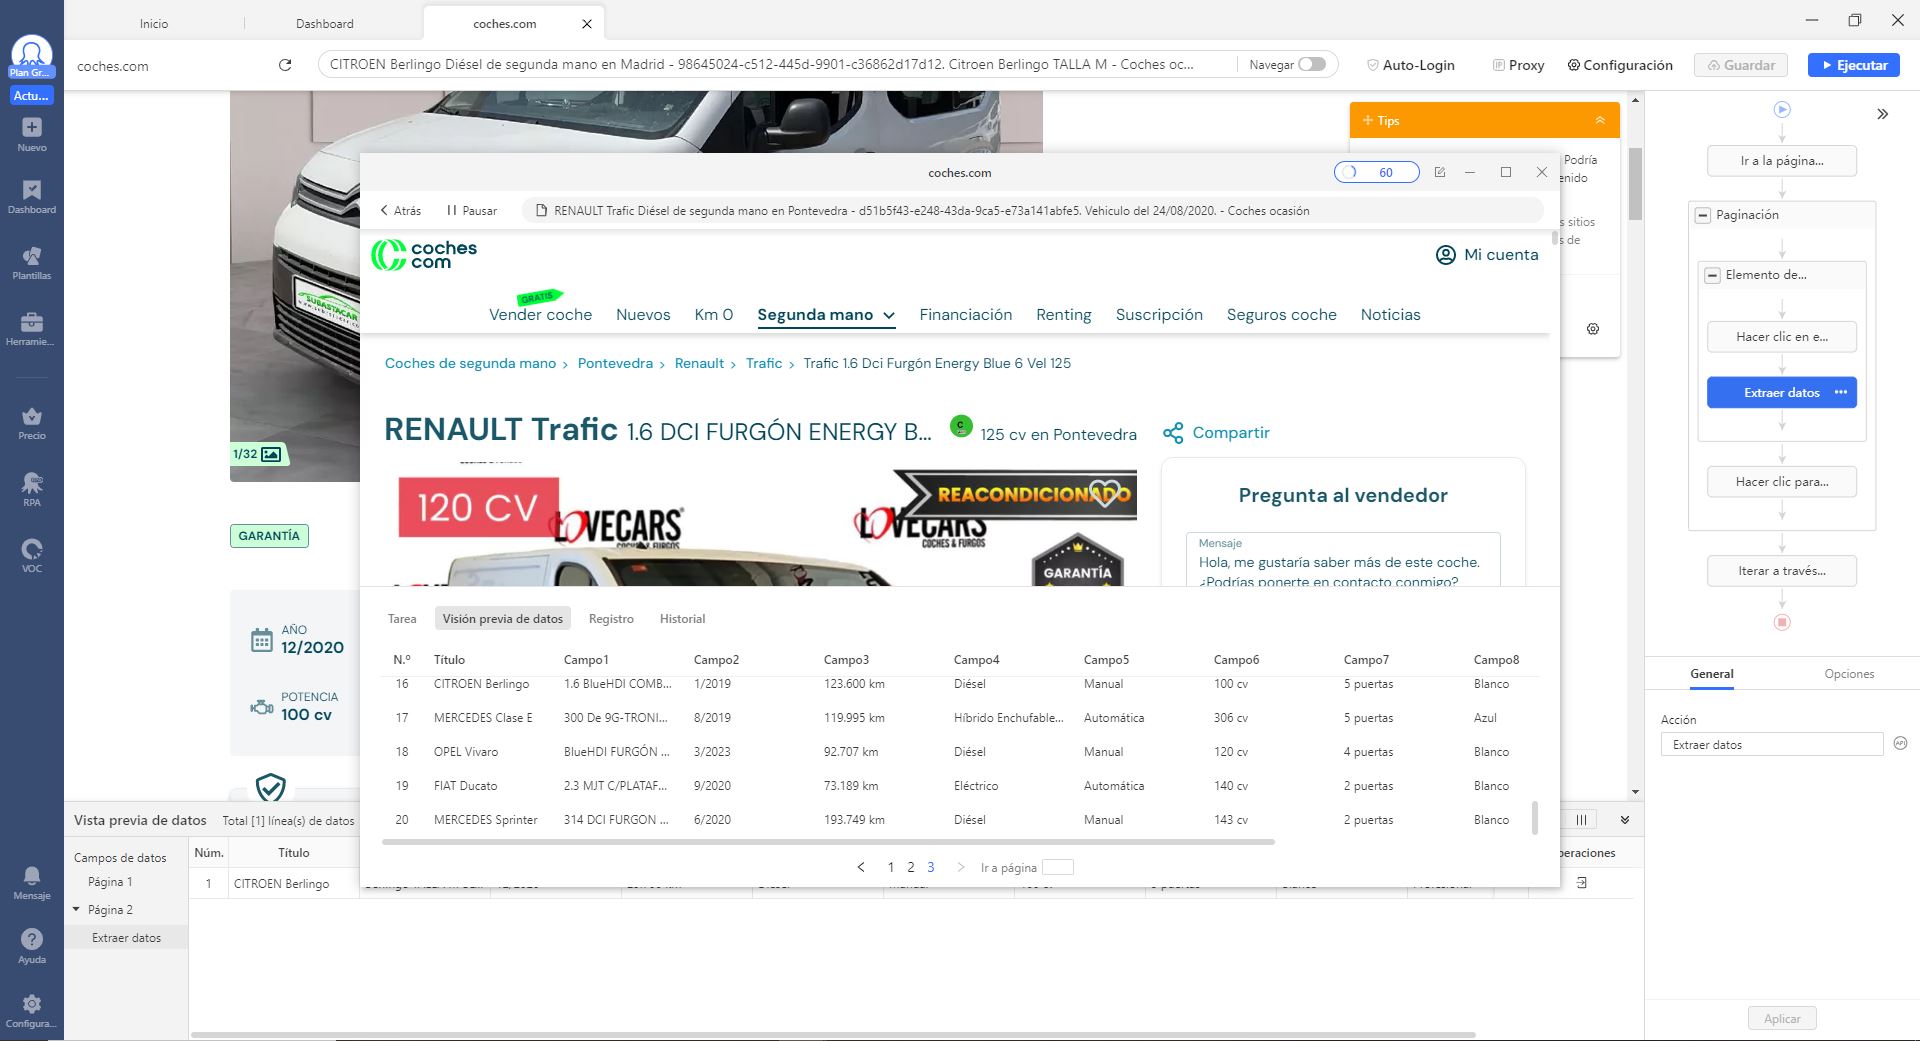 Inicio
Dashboard
coches.com
coches.com
CITROEN Berlingo Diésel de segunda mano en Madrid - 98645024-c512-445d-9901-c36862d17d12. Citroen Berlingo TALLA M - Coches oc...
Navegar
Auto-Login
Proxy
Configuración
Guardar
Ejecutar
Plan Gr...
Actu...
Nuevo
Dashboard
Plantillas
Herramie...
Precio
RPA
VOC
Mensaje
Ayuda
Configura...
Tips
Podría
enido
s sitios
s de
SUBASTACAR
1/32
GARANTÍA
AÑO
12/2020
POTENCIA
100 cv
coches.com
60
Atrás
Pausar
RENAULT Trafic Diésel de segunda mano en Pontevedra - d51b5f43-e248-43da-9ca5-e73a141abfe5. Vehiculo del 24/08/2020. - Coches ocasión
coches
com
Mi cuenta
GRATIS
Vender coche
Nuevos
Km 0
Segunda mano
Financiación
Renting
Suscripción
Seguros coche
Noticias
Coches de segunda mano > Pontevedra > Renault > Trafic > Trafic 1.6 Dci Furgón Energy Blue 6 Vel 125
RENAULT Trafic 1.6 DCI FURGÓN ENERGY B...
C
125 cv en Pontevedra
Compartir
120 CV
LOVECARS
COCHES & FURGOS
LOVECARS
COCHES & FURGOS
REACONDICIONADO
GARANTÍA
Pregunta al vendedor
Mensaje
Hola, me gustaría saber más de este coche.
¿Podrías ponerte en contacto conmigo?
Tarea
Visión previa de datos
Registro
Historial
N.º Título Campo1 Campo2 Campo3 Campo4 Campo5 Campo6 Campo7 Campo8
16 CITROEN Berlingo 1.6 BlueHDI COMB... 1/2019 123.600 km Diésel Manual 100 cv 5 puertas Blanco
17 MERCEDES Clase E 300 De 9G-TRONI... 8/2019 119.995 km Híbrido Enchufable... Automática 306 cv 5 puertas Azul
18 OPEL Vivaro BlueHDI FURGÓN ... 3/2023 92.707 km Diésel Manual 120 cv 4 puertas Blanco
19 FIAT Ducato 2.3 MJT C/PLATAF... 9/2020 73.189 km Eléctrico Automática 140 cv 2 puertas Blanco
20 MERCEDES Sprinter 314 DCI FURGON ... 6/2020 193.749 km Diésel Manual 143 cv 2 puertas Blanco
1 2 3
Ir a página
Vista previa de datos
Total [1] línea(s) de datos
Campos de datos
Página 1
Página 2
Extraer datos
Núm.
Título
peraciones
1 CITROEN Berlingo
Ir a la página...
Paginación
Elemento de...
Hacer clic en e...
Extraer datos
Hacer clic para...
Iterar a través...
General
Opciones
Acción
Extraer datos
API
Aplicar